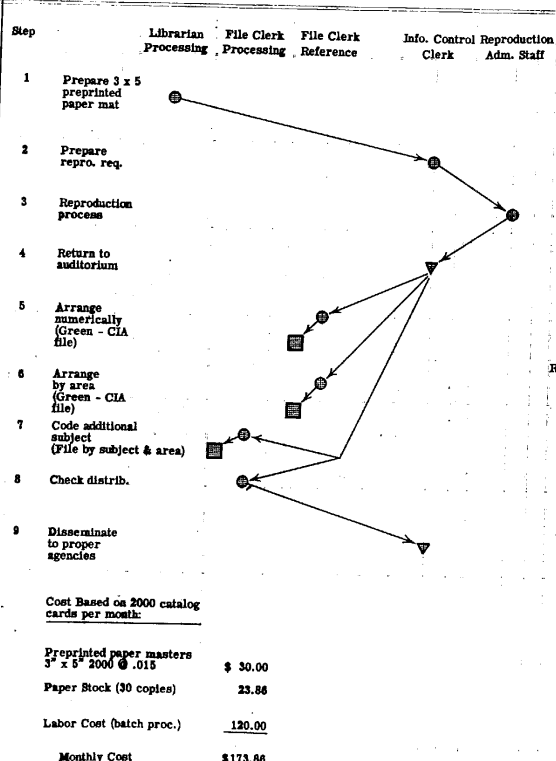 Step Librarian File Clerk File Clerk Info. Control Reproduction
Processing Processing Reference Clerk Adm. Staff
1 Prepare 3 x 5
preprinted
paper mat
2 Prepare
repro. req.
3 Reproduction
process
4 Return to
auditorium
5 Arrange
numerically
(Green - CIA
file)
6 Arrange
by area
(Green - CIA
file)
7 Code additional
subject
(File by subject & area)
8 Check distrib.
9 Disseminate
to proper
agencies
R
Cost Based on 2000 catalog
cards per month:
Preprinted paper masters
3" x 5" 2000 @ .015 $ 30.00
Paper Stock (30 copies) 23.86
Labor Cost (batch proc.) 120.00
Monthly Cost $173.86